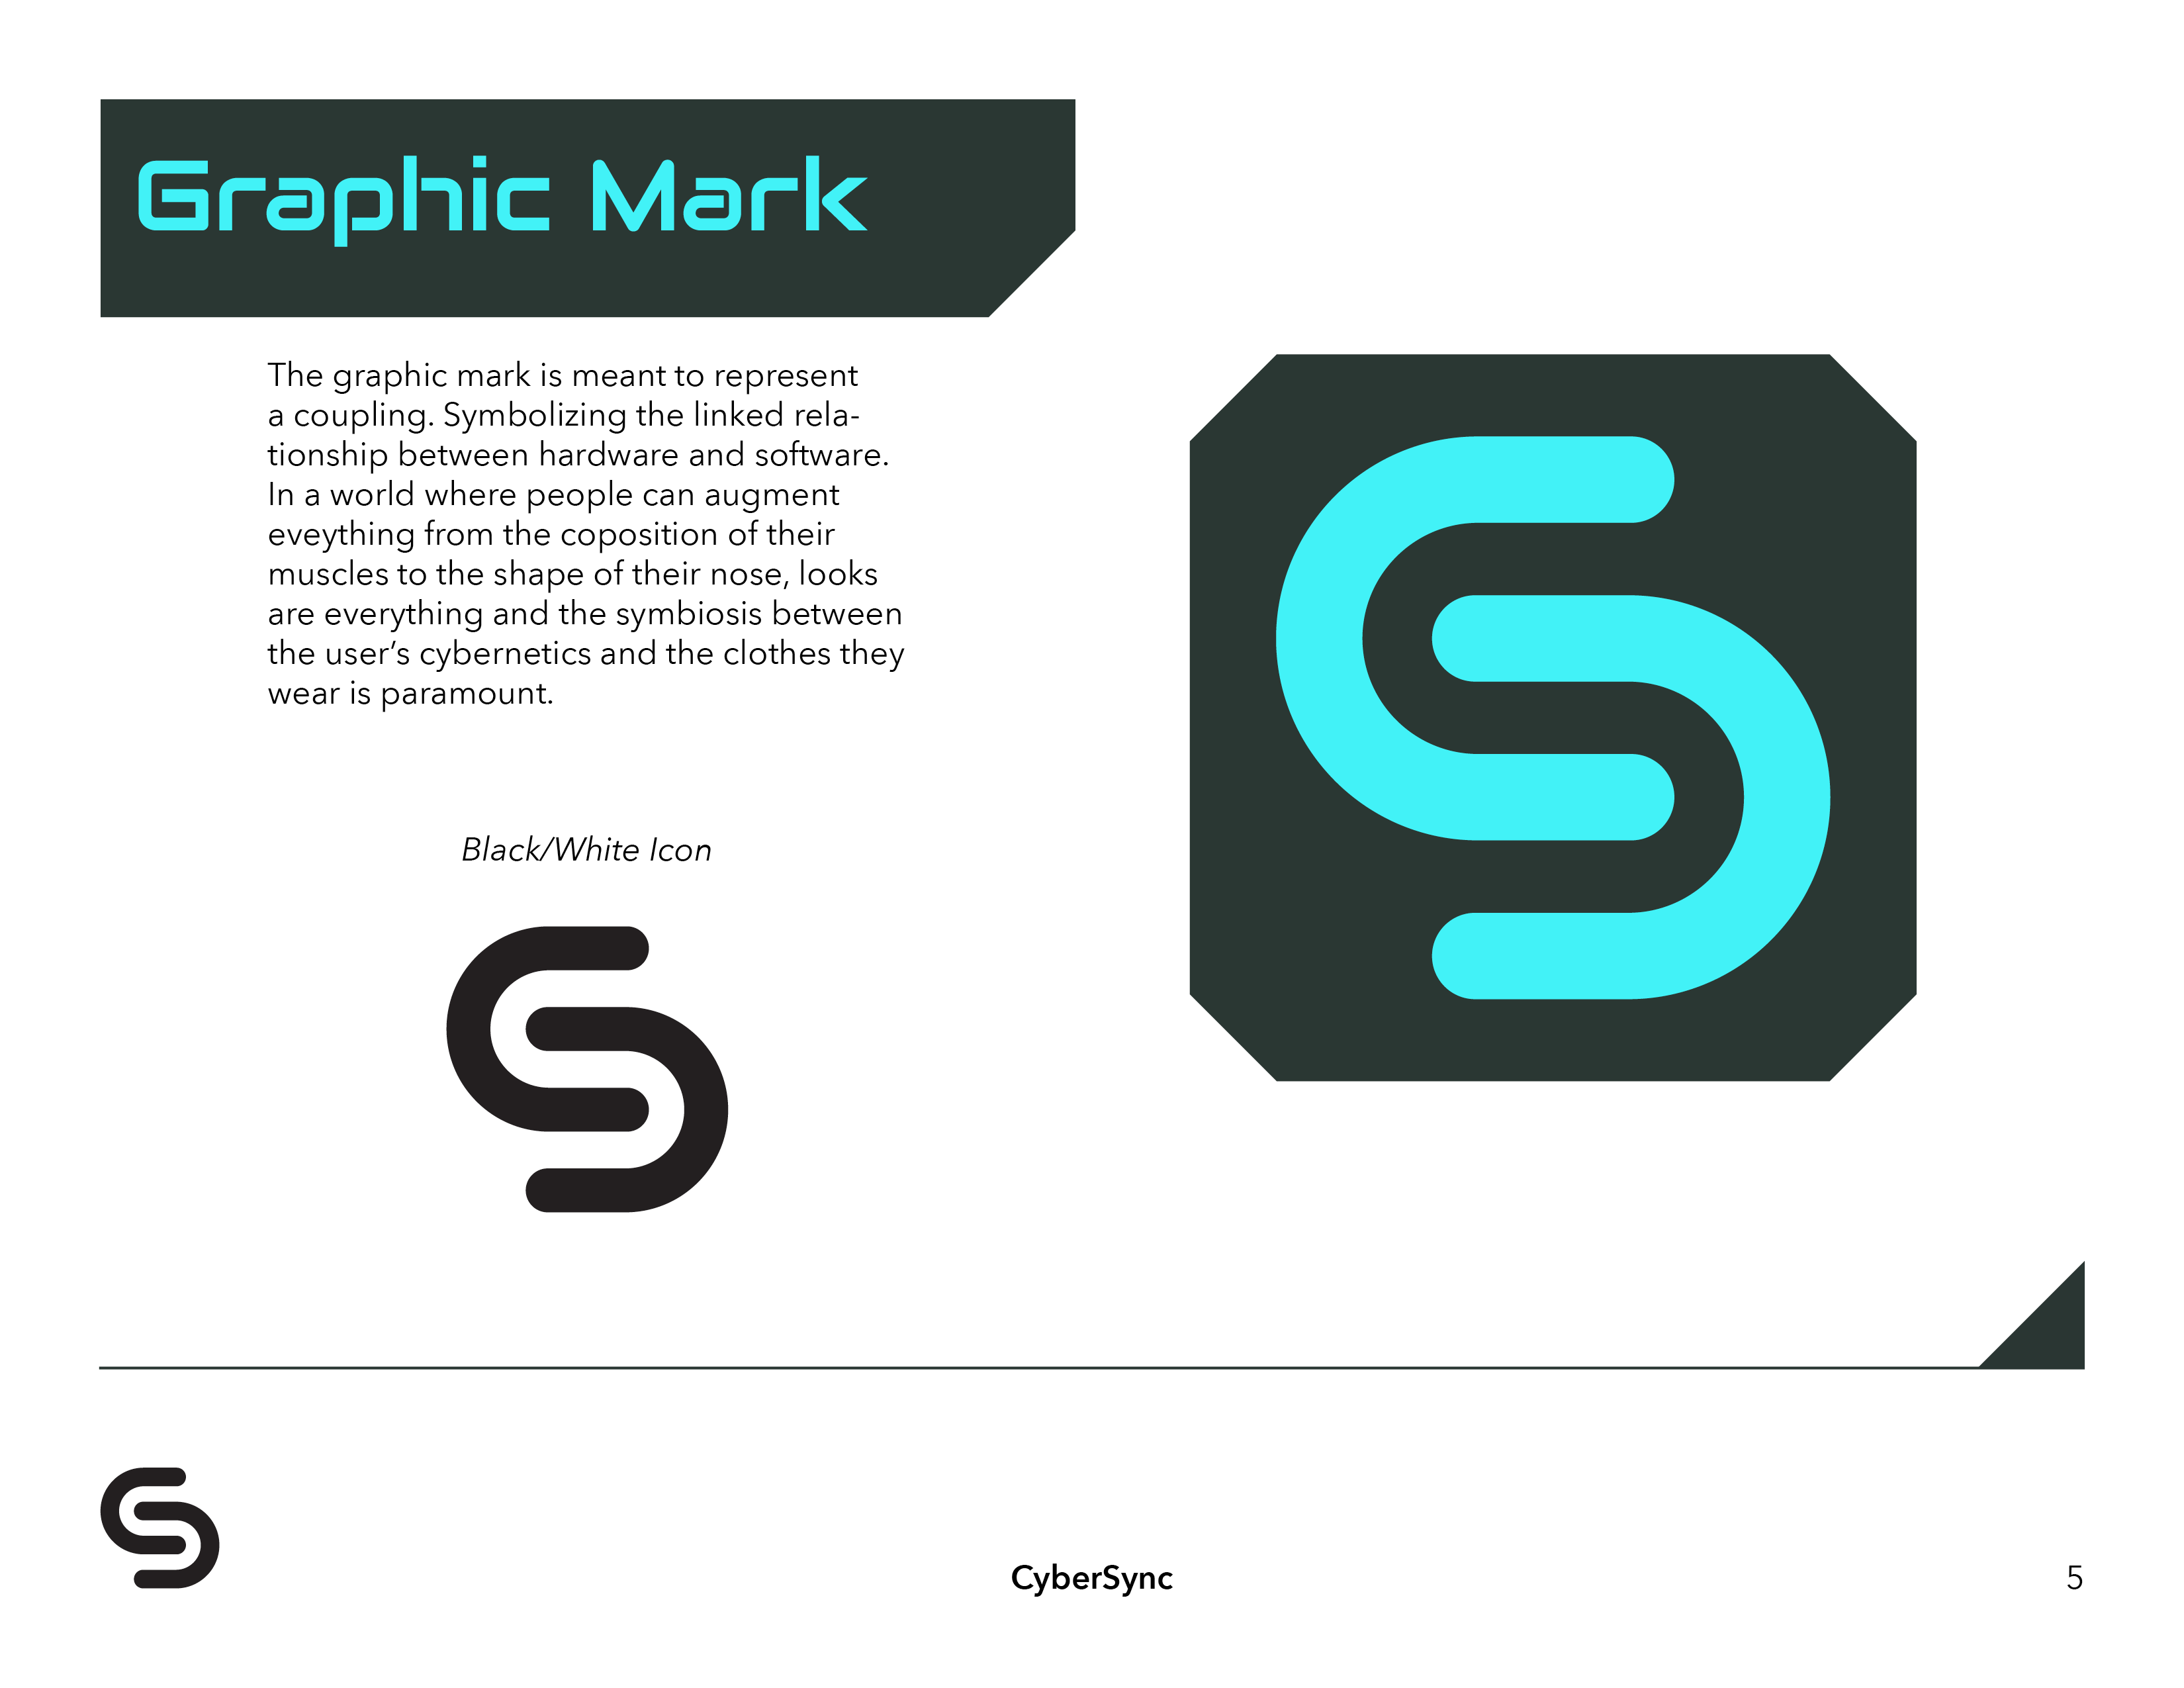 Graphic Mark
The graphic mark is meant to represent
a coupling. Symbolizing the linked rela-
tionship between hardware and software.
In a world where people can augment
eveything from the coposition of their
muscles to the shape of their nose, looks
are everything and the symbiosis between
the user’s cybernetics and the clothes they
wear is paramount.
Black/White Icon
CyberSync
5